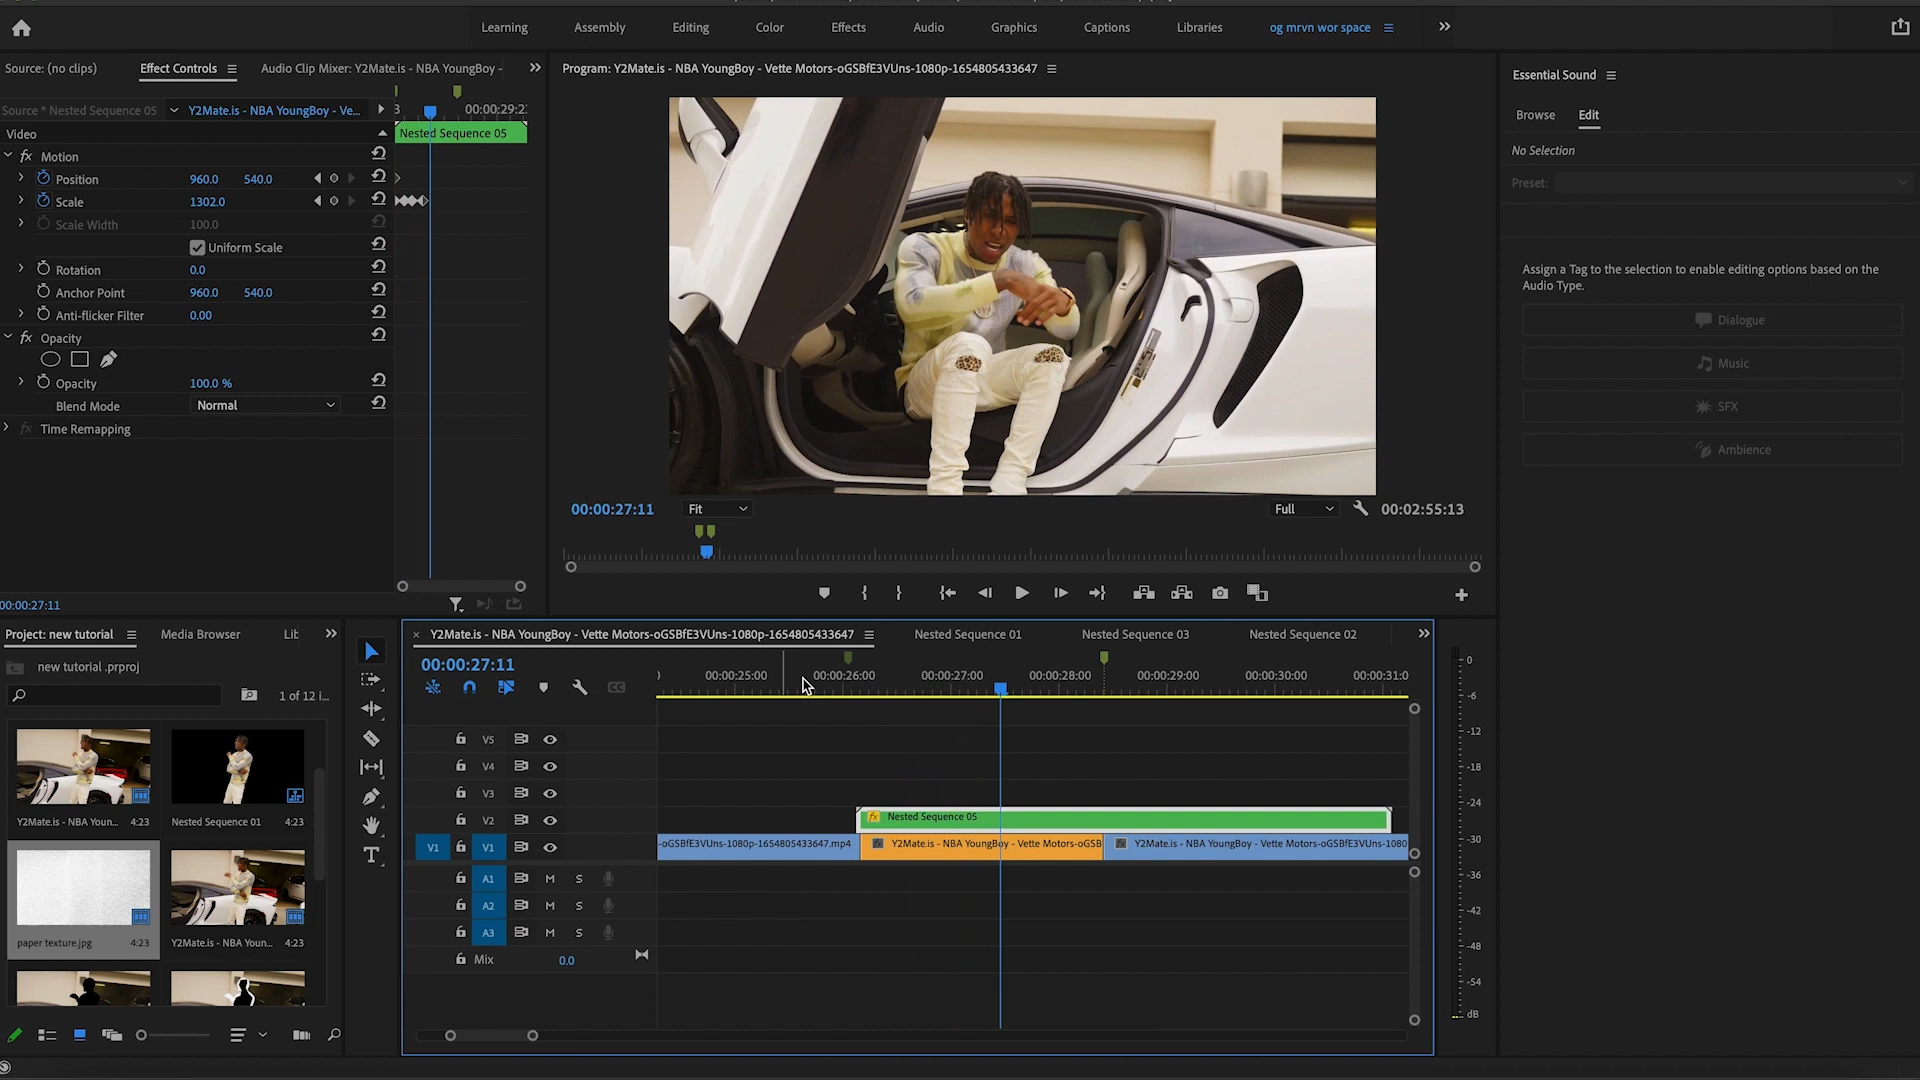 Learning
Assembly
Editing
Color
Effects
Audio
Graphics
Captions
Libraries
og mrvn wor space
Source: (no clips)
Effect Controls
Audio Clip Mixer: Y2Mate.is - NBA YoungBoy -
Program: Y2Mate.is - NBA YoungBoy - Vette Motors-oGSBfE3VUns-1080p-1654805433647
Essential Sound
Source * Nested Sequence 05
Y2Mate.is - NBA YoungBoy - Ve...
3
00:00:29:2
Browse
Edit
Video
Nested Sequence 05
No Selection
Motion
Position
960.0
540.0
Preset:
Scale
1302.0
Scale Width
100.0
Uniform Scale
Rotation
0.0
Assign a Tag to the selection to enable editing options based on the
Audio Type.
Anchor Point
960.0
540.0
Anti-flicker Filter
0.00
Dialogue
Opacity
Music
Opacity
100.0 %
Blend Mode
Normal
SFX
Time Remapping
Ambience
00:00:27:11
Fit
Full
00:02:55:13
00:00:27:11
Project: new tutorial
Media Browser
Lit
Y2Mate.is - NBA YoungBoy - Vette Motors-oGSBfE3VUns-1080p-1654805433647
Nested Sequence 01
Nested Sequence 03
Nested Sequence 02
new tutorial .prproj
00:00:27:11
00:00:25:00
00:00:26:00
00:00:27:00
00:00:28:00
00:00:29:00
00:00:30:00
00:00:31:0
1 of 12 i...
V5
V4
V3
V2
Nested Sequence 05
V1
V1
-oGSBfE3VUns-1080p-1654805433647.mp4
Y2Mate.is - NBA YoungBoy - Vette Motors-oGSB
Y2Mate.is - NBA YoungBoy - Vette Motors-oGSBfE3VUns-1080
Y2Mate.is - NBA Youn...
4:23
Nested Sequence 01
4:23
A1
M
S
A2
M
S
A3
M
S
paper texture.jpg
4:23
Y2Mate.is - NBA Youn...
4:23
Mix
0.0
0
-6
-12
-18
-24
-30
-36
-42
-48
-54
dB